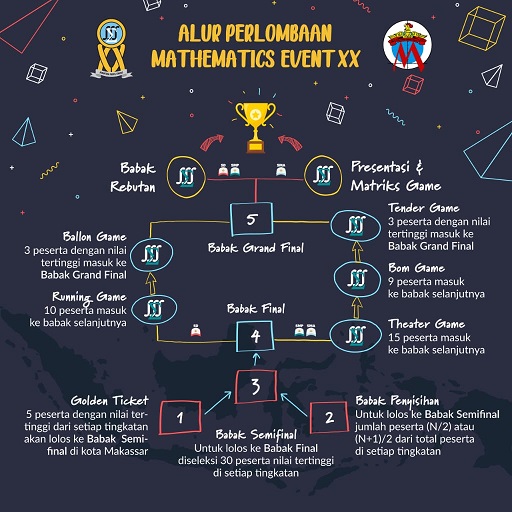 ALUR PERLOMBAAN
MATHEMATICS EVENT XX
XX
Babak
Rebutan
Presentasi &
Matriks Game
5
Babak Grand Final
Tender Game
3 peserta dengan nilai
tertinggi masuk ke
Babak Grand Final
Ballon Game
3 peserta dengan nilai
tertinggi masuk ke
Babak Grand Final
Bom Game
9 peserta masuk
ke babak selanjutnya
Running Game
10 peserta masuk
ke babak selanjutnya
Babak Final
4
SD
SMP
SMA
Theater Game
15 peserta masuk
ke babak selanjutnya
3
Golden Ticket
5 peserta dengan nilai ter-
tinggi dari setiap tingkatan
akan lolos ke Babak Semi-
final di kota Makassar
1
2
Babak Semifinal
Untuk lolos ke Babak Final
diseleksi 30 peserta nilai tertinggi
di setiap tingkatan
Babak Penyisihan
Untuk lolos ke Babak Semifinal
jumlah peserta (N/2) atau
(N+1)/2 dari total peserta
di setiap tingkatan